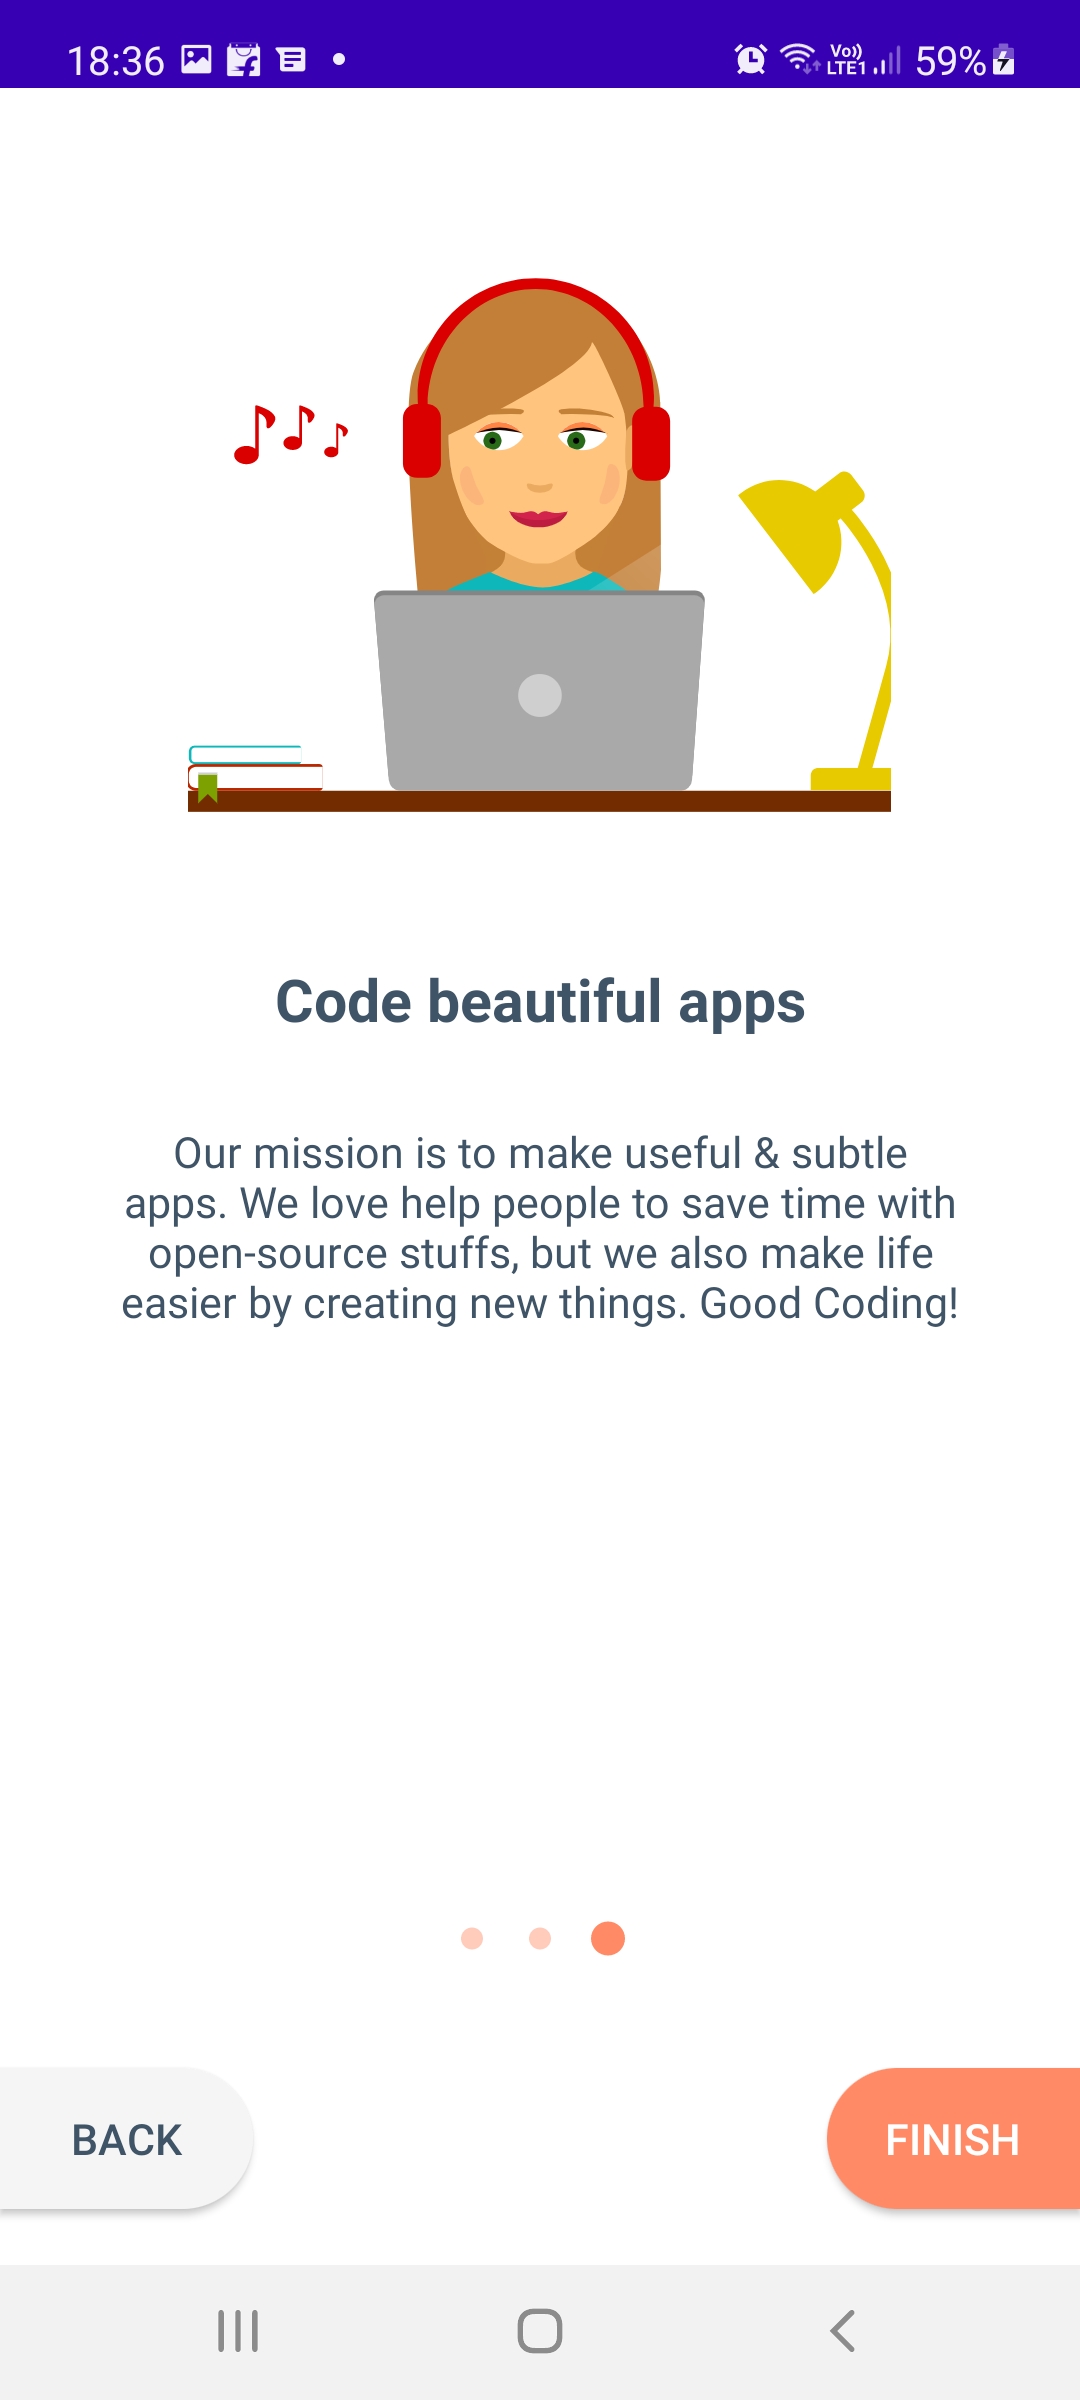 18:36
Vo)) LTE1 59%
Code beautiful apps
Our mission is to make useful & subtle
apps. We love help people to save time with
open-source stuffs, but we also make life
easier by creating new things. Good Coding!
BACK
FINISH